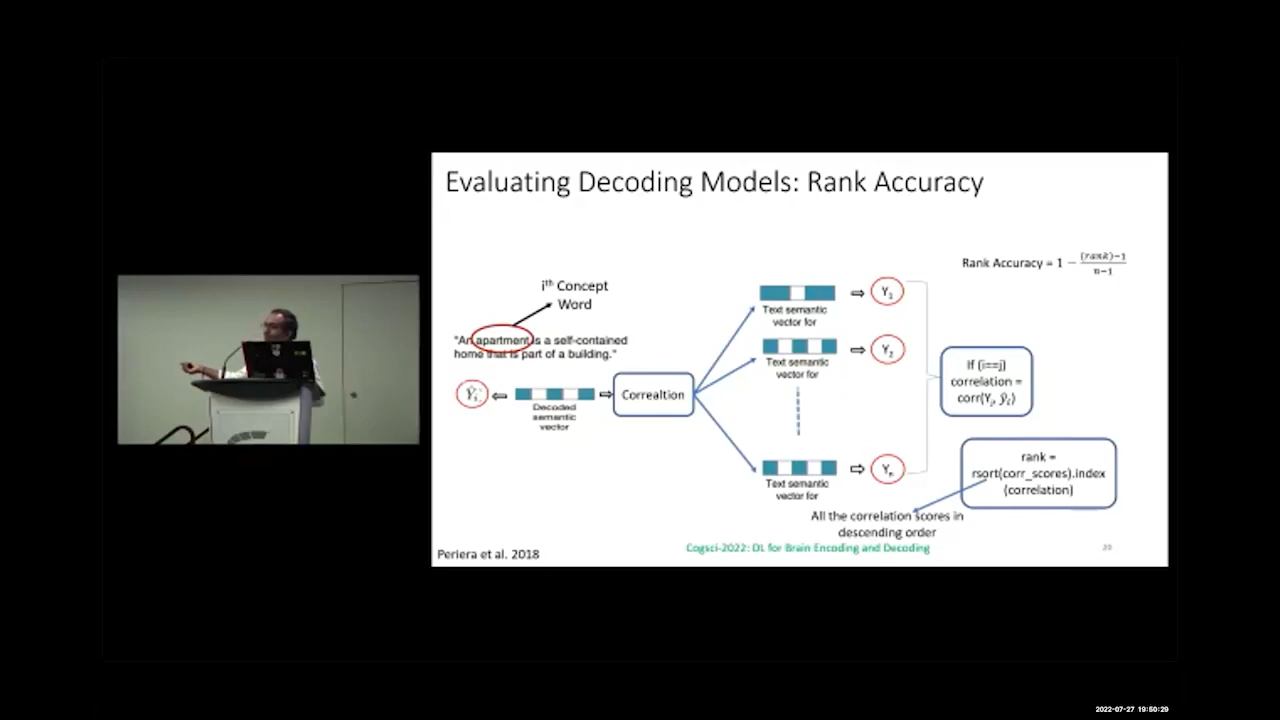 Evaluating Decoding Models: Rank Accuracy
Rank Accuracy = 1 − (rank)−1
n−1
iᵗʰ Concept
Word
"An apartment is a self-contained
home that is part of a building."
Ŷᵢ
Decoded
semantic
vector
Correaltion
Text semantic
vector for
Y₁
Text semantic
vector for
Y₂
Text semantic
vector for
Yₙ
If (i==j)
correlation =
corr(Yⱼ, ŷᵢ)
rank =
rsort(corr_scores).index
(correlation)
All the correlation scores in
descending order
Periera et al. 2018
Cogsci-2022: DL for Brain Encoding and Decoding
2022-07-27 19:50:29